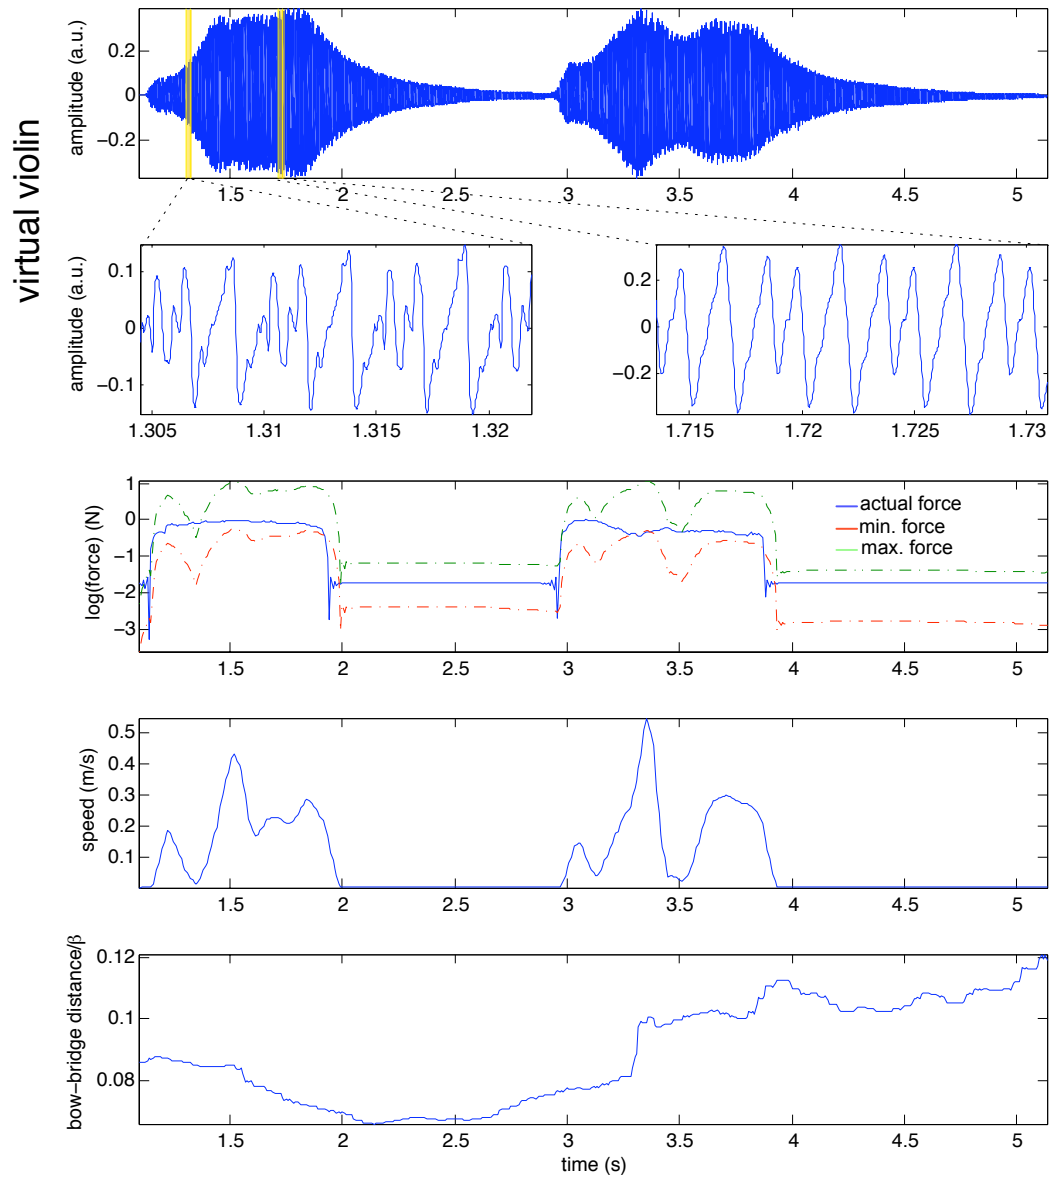 virtual violin
amplitude (a.u.)
0.2
0
−0.2
1.5 2 2.5 3 3.5 4 4.5 5
amplitude (a.u.)
0.1
0
−0.1
1.305 1.31 1.315 1.32
0.2
0
−0.2
1.715 1.72 1.725 1.73
log(force) (N)
1
0
−1
−2
−3
actual force
min. force
max. force
1.5 2 2.5 3 3.5 4 4.5 5
speed (m/s)
0.5
0.4
0.3
0.2
0.1
1.5 2 2.5 3 3.5 4 4.5 5
bow−bridge distance/β
0.12
0.1
0.08
1.5 2 2.5 3 3.5 4 4.5 5
time (s)